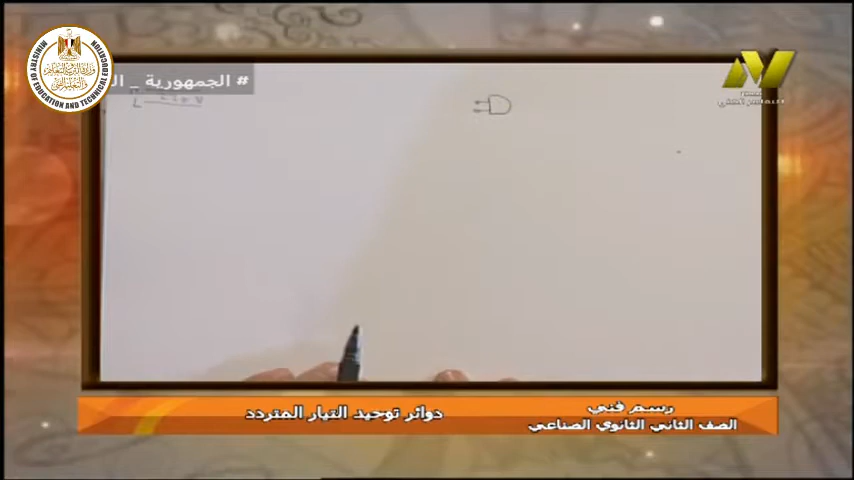 MINISTRY OF EDUCATION AND TECHNICAL EDUCATION
# الجمهورية _ ال
رسم فني
الصف الثاني الثانوي الصناعي
دوائر توحيد التيار المتردد